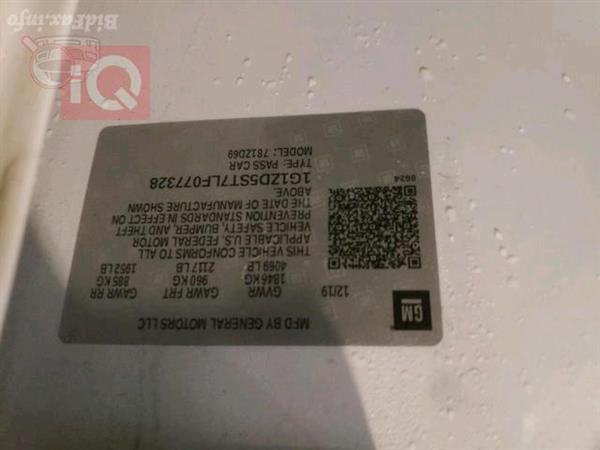 BidFax.info
iQ
MFD BY GENERAL MOTORS LLC
GM
12/19
GVWR GAWR FRT GAWR RR
1846 KG 960 KG 885 KG
4069 LB 2117 LB 1952 LB
THIS VEHICLE CONFORMS TO ALL
APPLICABLE U.S. FEDERAL MOTOR
VEHICLE SAFETY, BUMPER, AND THEFT
PREVENTION STANDARDS IN EFFECT ON
THE DATE OF MANUFACTURE SHOWN
ABOVE.
1G1ZD5ST7LF077328
TYPE: PASS CAR
MODEL: 781ZD69
8624